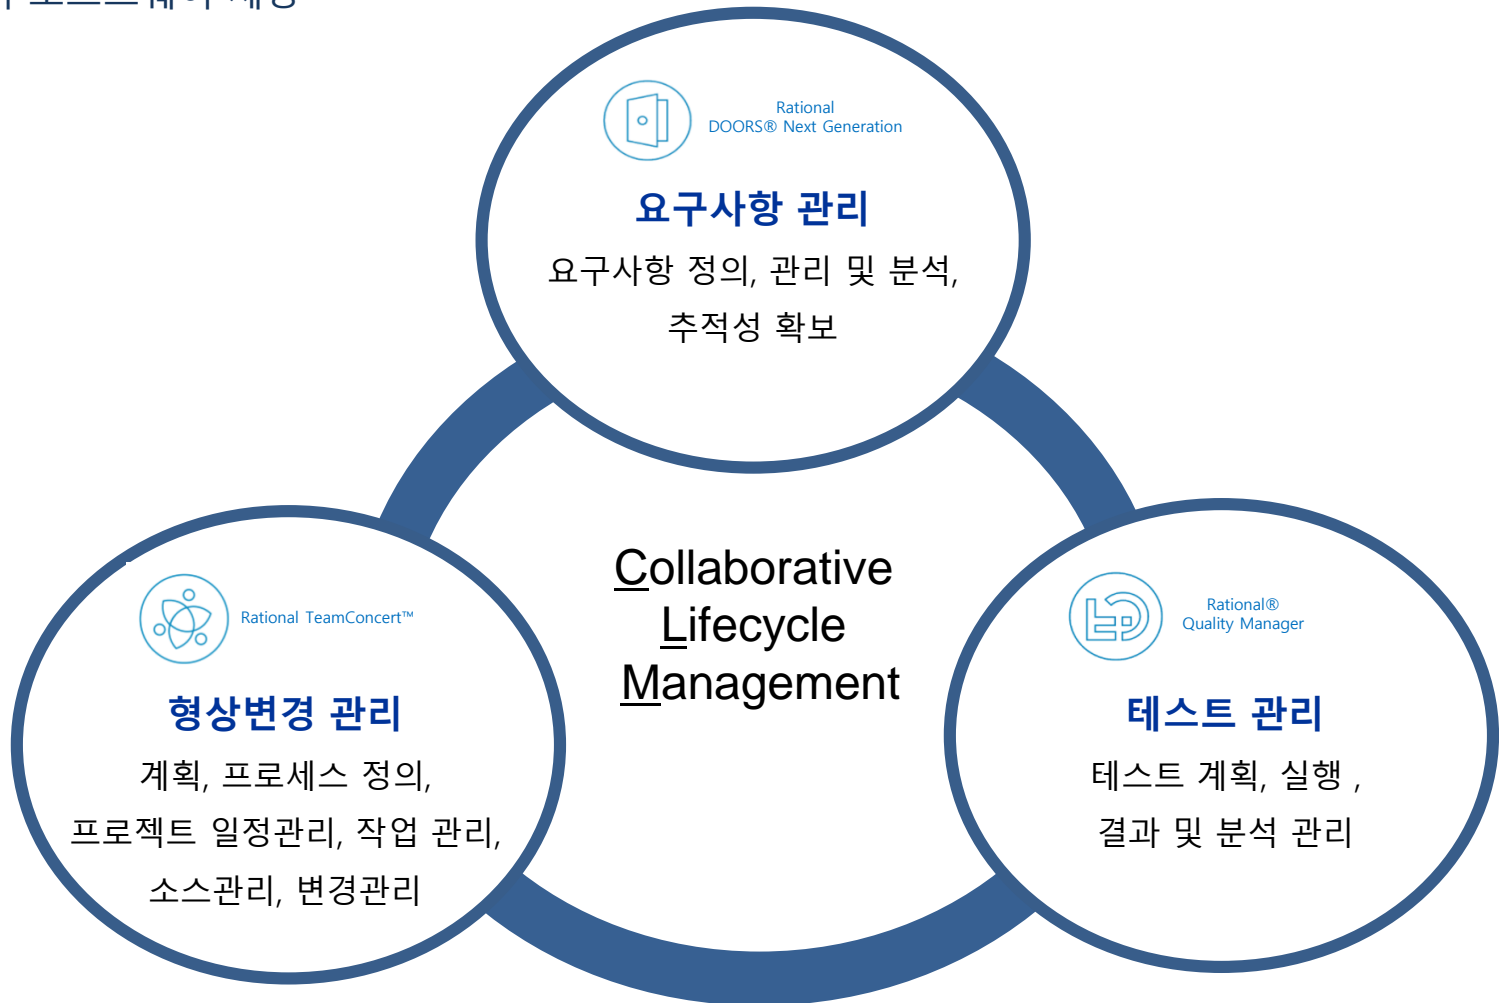 Rational
DOORS® Next Generation
요구사항 관리
요구사항 정의, 관리 및 분석,
추적성 확보
Collaborative
Lifecycle
Management
Rational TeamConcert™
형상변경 관리
계획, 프로세스 정의,
프로젝트 일정관리, 작업 관리,
소스관리, 변경관리
Rational®
Quality Manager
테스트 관리
테스트 계획, 실행 ,
결과 및 분석 관리